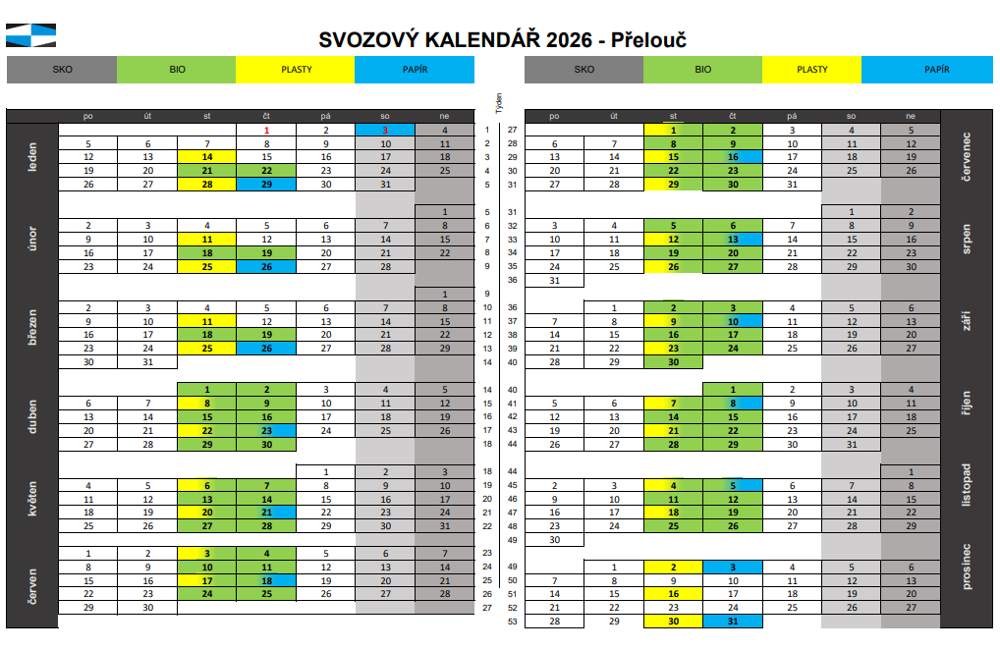 SVOZOVÝ KALENDÁŘ 2026 - Přelouč
SKO BIO PLASTY PAPÍR SKO BIO PLASTY PAPÍR
Týden
po út st čt pá so ne po út st čt pá so ne
leden červenec
1 2 3 4 1 27 1 2 3 4 5
5 6 7 8 9 10 11 2 28 6 7 8 9 10 11 12
12 13 14 15 16 17 18 3 29 13 14 15 16 17 18 19
19 20 21 22 23 24 25 4 30 20 21 22 23 24 25 26
26 27 28 29 30 31 5 31 27 28 29 30 31
únor srpen
1 5 31 1 2
2 3 4 5 6 7 8 6 32 3 4 5 6 7 8 9
9 10 11 12 13 14 15 7 33 10 11 12 13 14 15 16
16 17 18 19 20 21 22 8 34 17 18 19 20 21 22 23
23 24 25 26 27 28 9 35 24 25 26 27 28 29 30
36 31
březen září
1 9
2 3 4 5 6 7 8 10 36 1 2 3 4 5 6
9 10 11 12 13 14 15 11 37 7 8 9 10 11 12 13
16 17 18 19 20 21 22 12 38 14 15 16 17 18 19 20
23 24 25 26 27 28 29 13 39 21 22 23 24 25 26 27
30 31 14 40 28 29 30
duben říjen
1 2 3 4 5 14 40 1 2 3 4
6 7 8 9 10 11 12 15 41 5 6 7 8 9 10 11
13 14 15 16 17 18 19 16 42 12 13 14 15 16 17 18
20 21 22 23 24 25 26 17 43 19 20 21 22 23 24 25
27 28 29 30 18 44 26 27 28 29 30 31
květen listopad
1 2 3 18 44 1
4 5 6 7 8 9 10 19 45 2 3 4 5 6 7 8
11 12 13 14 15 16 17 20 46 9 10 11 12 13 14 15
18 19 20 21 22 23 24 21 47 16 17 18 19 20 21 22
25 26 27 28 29 30 31 22 48 23 24 25 26 27 28 29
49 30
červen prosinec
1 2 3 4 5 6 7 23
8 9 10 11 12 13 14 24 49 1 2 3 4 5 6
15 16 17 18 19 20 21 25 50 7 8 9 10 11 12 13
22 23 24 25 26 27 28 26 51 14 15 16 17 18 19 20
29 30 27 52 21 22 23 24 25 26 27
53 28 29 30 31